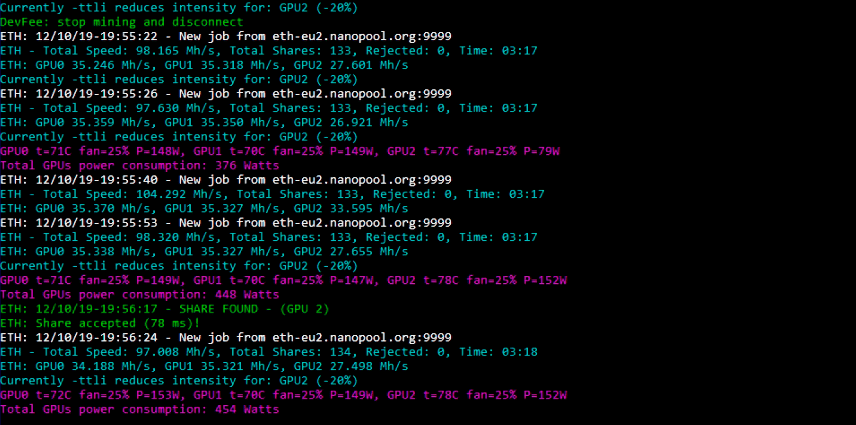 Currently -ttli reduces intensity for: GPU2 (-20%)
DevFee: stop mining and disconnect
ETH: 12/10/19-19:55:22 - New job from eth-eu2.nanopool.org:9999
ETH - Total Speed: 98.165 Mh/s, Total Shares: 133, Rejected: 0, Time: 03:17
ETH: GPU0 35.246 Mh/s, GPU1 35.318 Mh/s, GPU2 27.601 Mh/s
Currently -ttli reduces intensity for: GPU2 (-20%)
ETH: 12/10/19-19:55:26 - New job from eth-eu2.nanopool.org:9999
ETH - Total Speed: 97.630 Mh/s, Total Shares: 133, Rejected: 0, Time: 03:17
ETH: GPU0 35.359 Mh/s, GPU1 35.350 Mh/s, GPU2 26.921 Mh/s
Currently -ttli reduces intensity for: GPU2 (-20%)
GPU0 t=71C fan=25% P=148W, GPU1 t=70C fan=25% P=149W, GPU2 t=77C fan=25% P=79W
Total GPUs power consumption: 376 Watts
ETH: 12/10/19-19:55:40 - New job from eth-eu2.nanopool.org:9999
ETH - Total Speed: 104.292 Mh/s, Total Shares: 133, Rejected: 0, Time: 03:17
ETH: GPU0 35.370 Mh/s, GPU1 35.327 Mh/s, GPU2 33.595 Mh/s
ETH: 12/10/19-19:55:53 - New job from eth-eu2.nanopool.org:9999
ETH - Total Speed: 98.320 Mh/s, Total Shares: 133, Rejected: 0, Time: 03:17
ETH: GPU0 35.338 Mh/s, GPU1 35.327 Mh/s, GPU2 27.655 Mh/s
Currently -ttli reduces intensity for: GPU2 (-20%)
GPU0 t=71C fan=25% P=149W, GPU1 t=70C fan=25% P=147W, GPU2 t=78C fan=25% P=152W
Total GPUs power consumption: 448 Watts
ETH: 12/10/19-19:56:17 - SHARE FOUND - (GPU 2)
ETH: Share accepted (78 ms)!
ETH: 12/10/19-19:56:24 - New job from eth-eu2.nanopool.org:9999
ETH - Total Speed: 97.008 Mh/s, Total Shares: 134, Rejected: 0, Time: 03:18
ETH: GPU0 34.188 Mh/s, GPU1 35.321 Mh/s, GPU2 27.498 Mh/s
Currently -ttli reduces intensity for: GPU2 (-20%)
GPU0 t=72C fan=25% P=153W, GPU1 t=70C fan=25% P=149W, GPU2 t=78C fan=25% P=152W
Total GPUs power consumption: 454 Watts